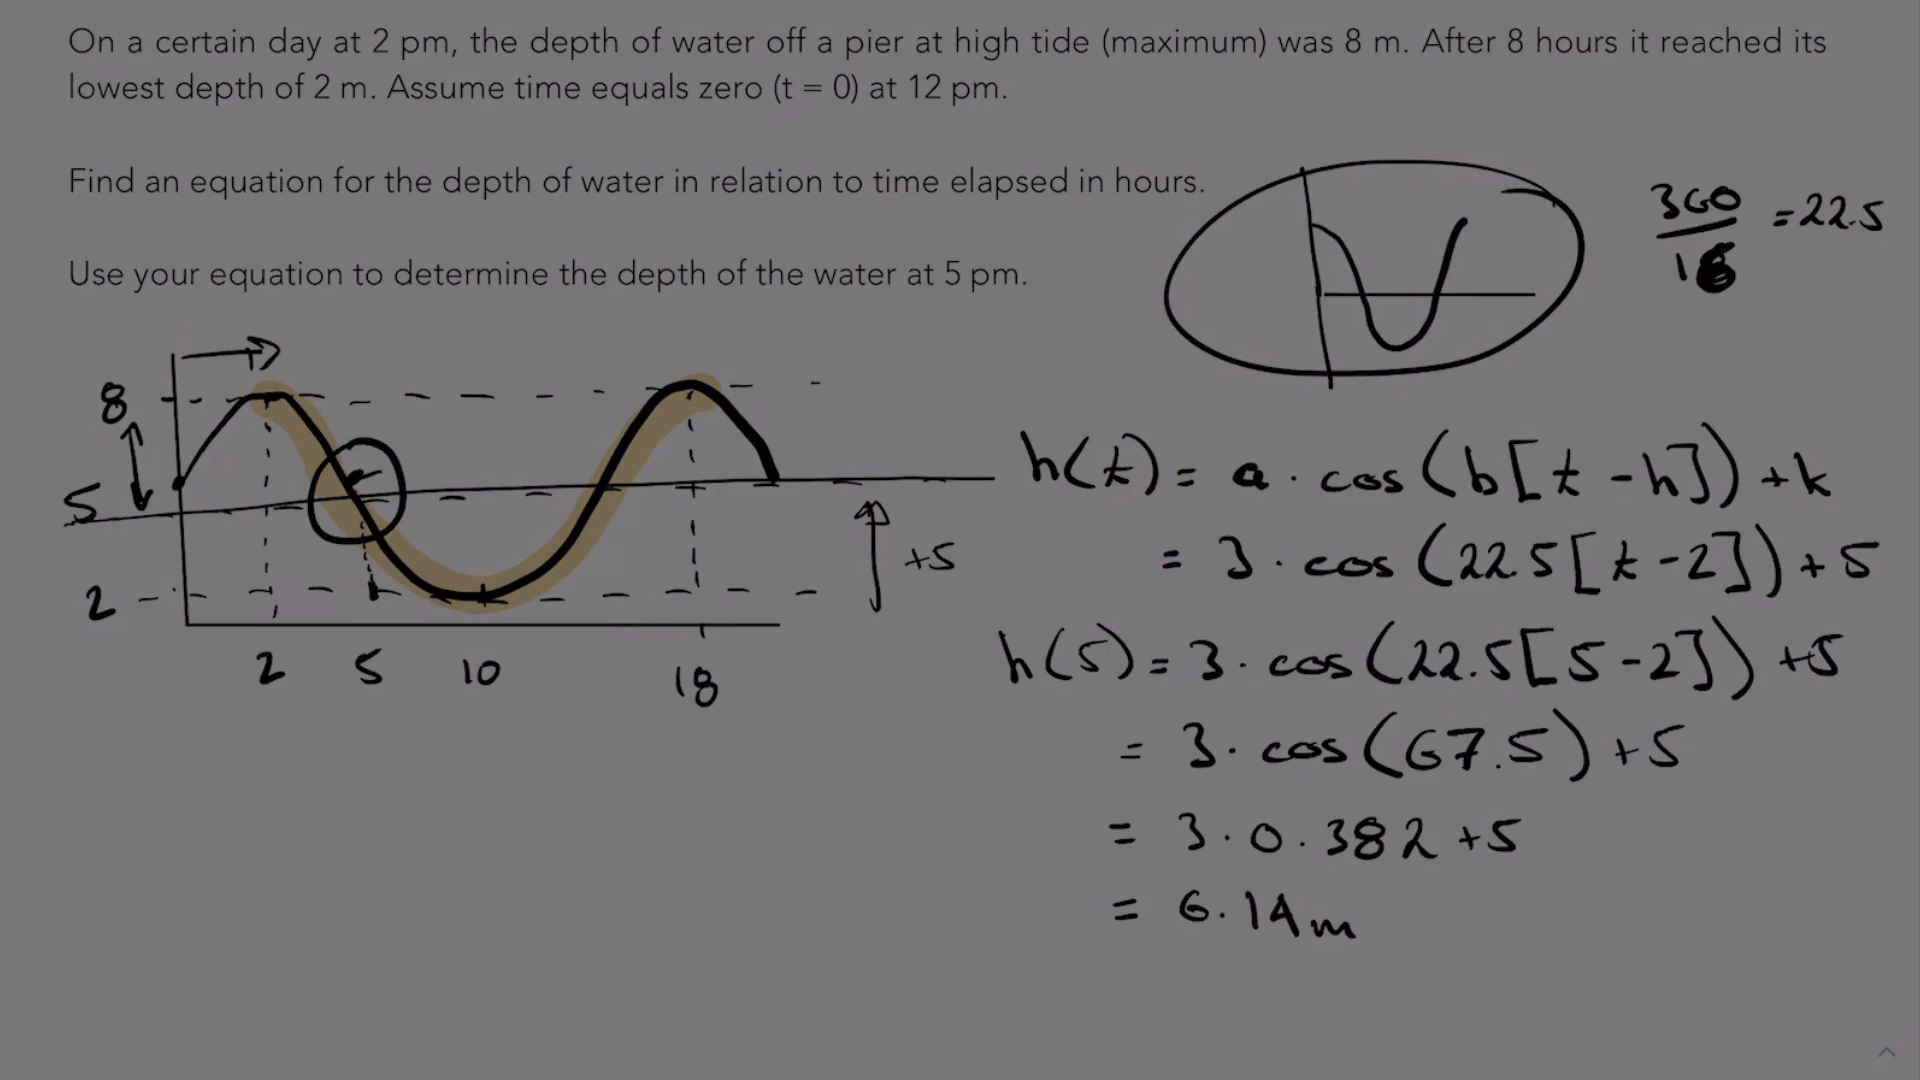 On a certain day at 2 pm, the depth of water off a pier at high tide (maximum) was 8 m. After 8 hours it reached its
lowest depth of 2 m. Assume time equals zero (t = 0) at 12 pm.
Find an equation for the depth of water in relation to time elapsed in hours.
Use your equation to determine the depth of the water at 5 pm.
360
= 22.5
16
8
5
2
+5
2 5 10 18
h(t) = a · cos(b[t - h]) + k
= 3 · cos(22.5[t - 2]) + 5
h(5) = 3 · cos(22.5[5 - 2]) + 5
= 3 · cos(67.5) + 5
= 3 · 0.382 + 5
= 6.14 m